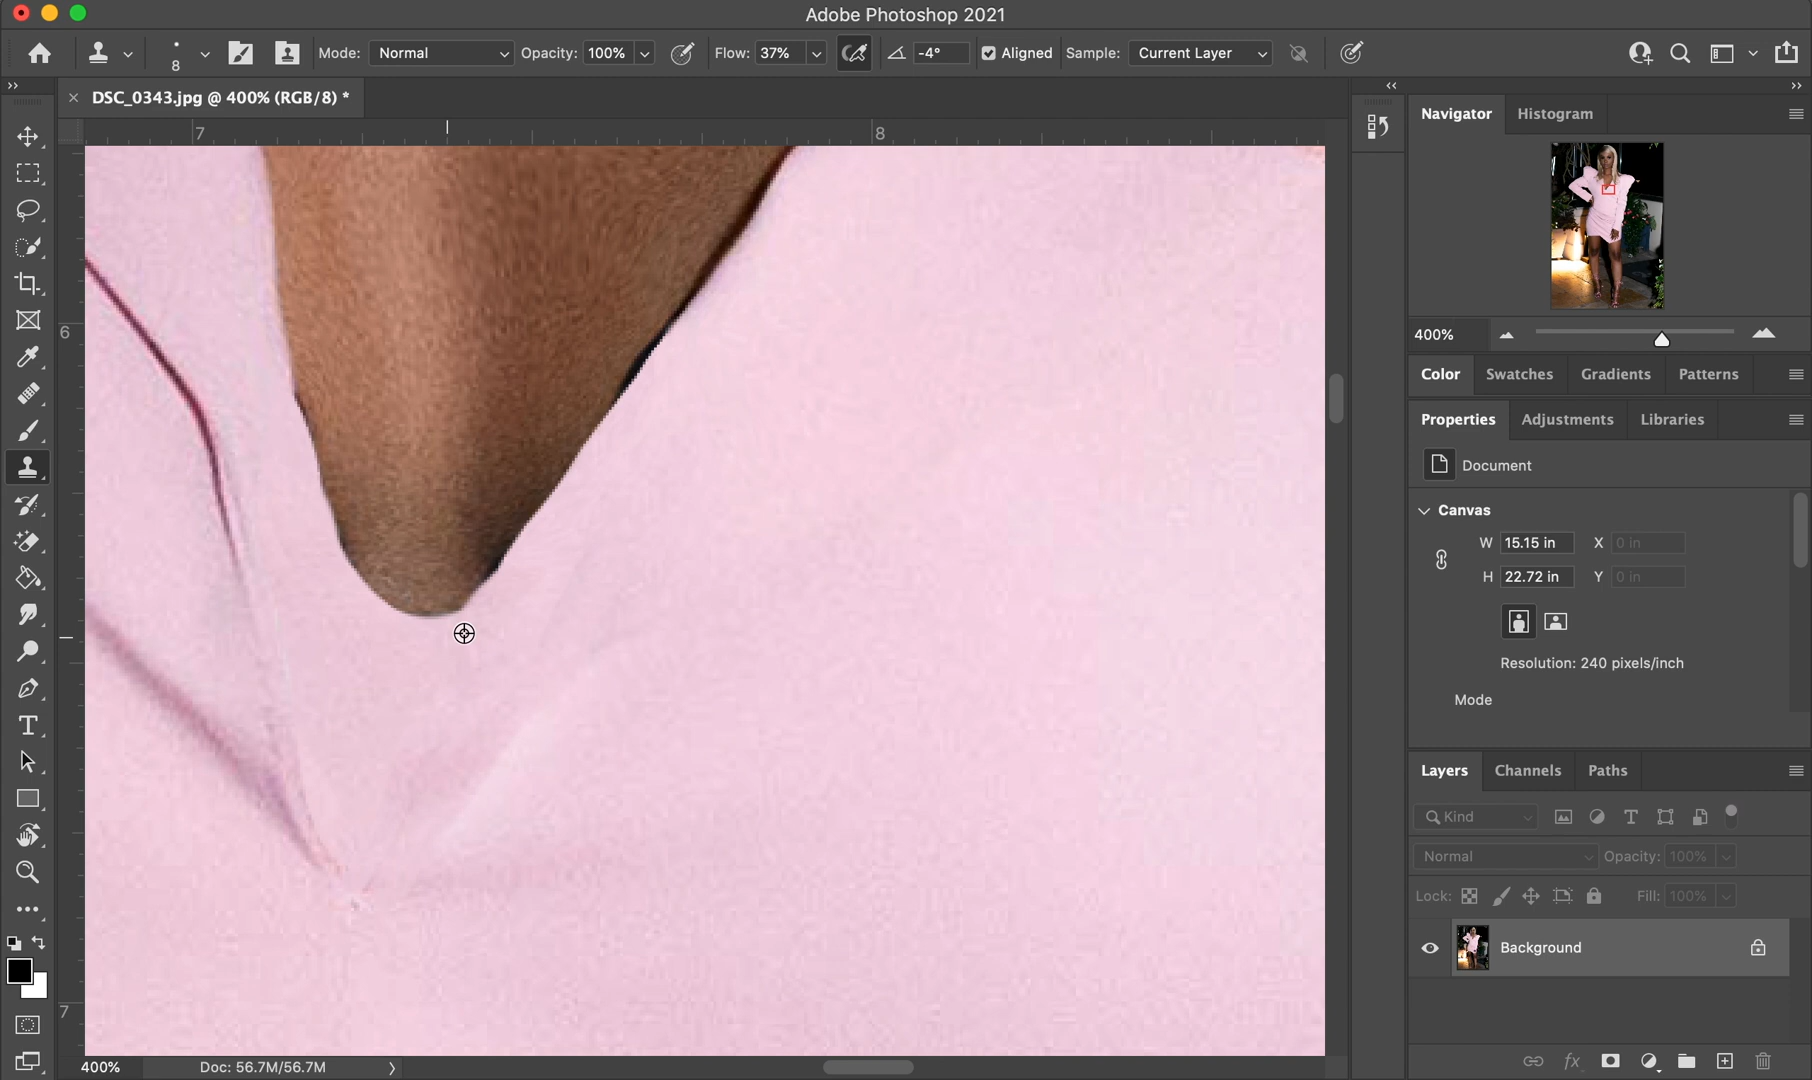 Adobe Photoshop 2021
8 Mode: Normal Opacity: 100% Flow: 37% -4° Aligned Sample: Current Layer
DSC_0343.jpg @ 400% (RGB/8) *
7 8
6
7
Navigator Histogram
400%
Color Swatches Gradients Patterns
Properties Adjustments Libraries
Document
Canvas
W 15.15 in X 0 in
H 22.72 in Y 0 in
Resolution: 240 pixels/inch
Mode
Layers Channels Paths
Kind
Normal Opacity: 100%
Lock: Fill: 100%
Background
fx
400% Doc: 56.7M/56.7M